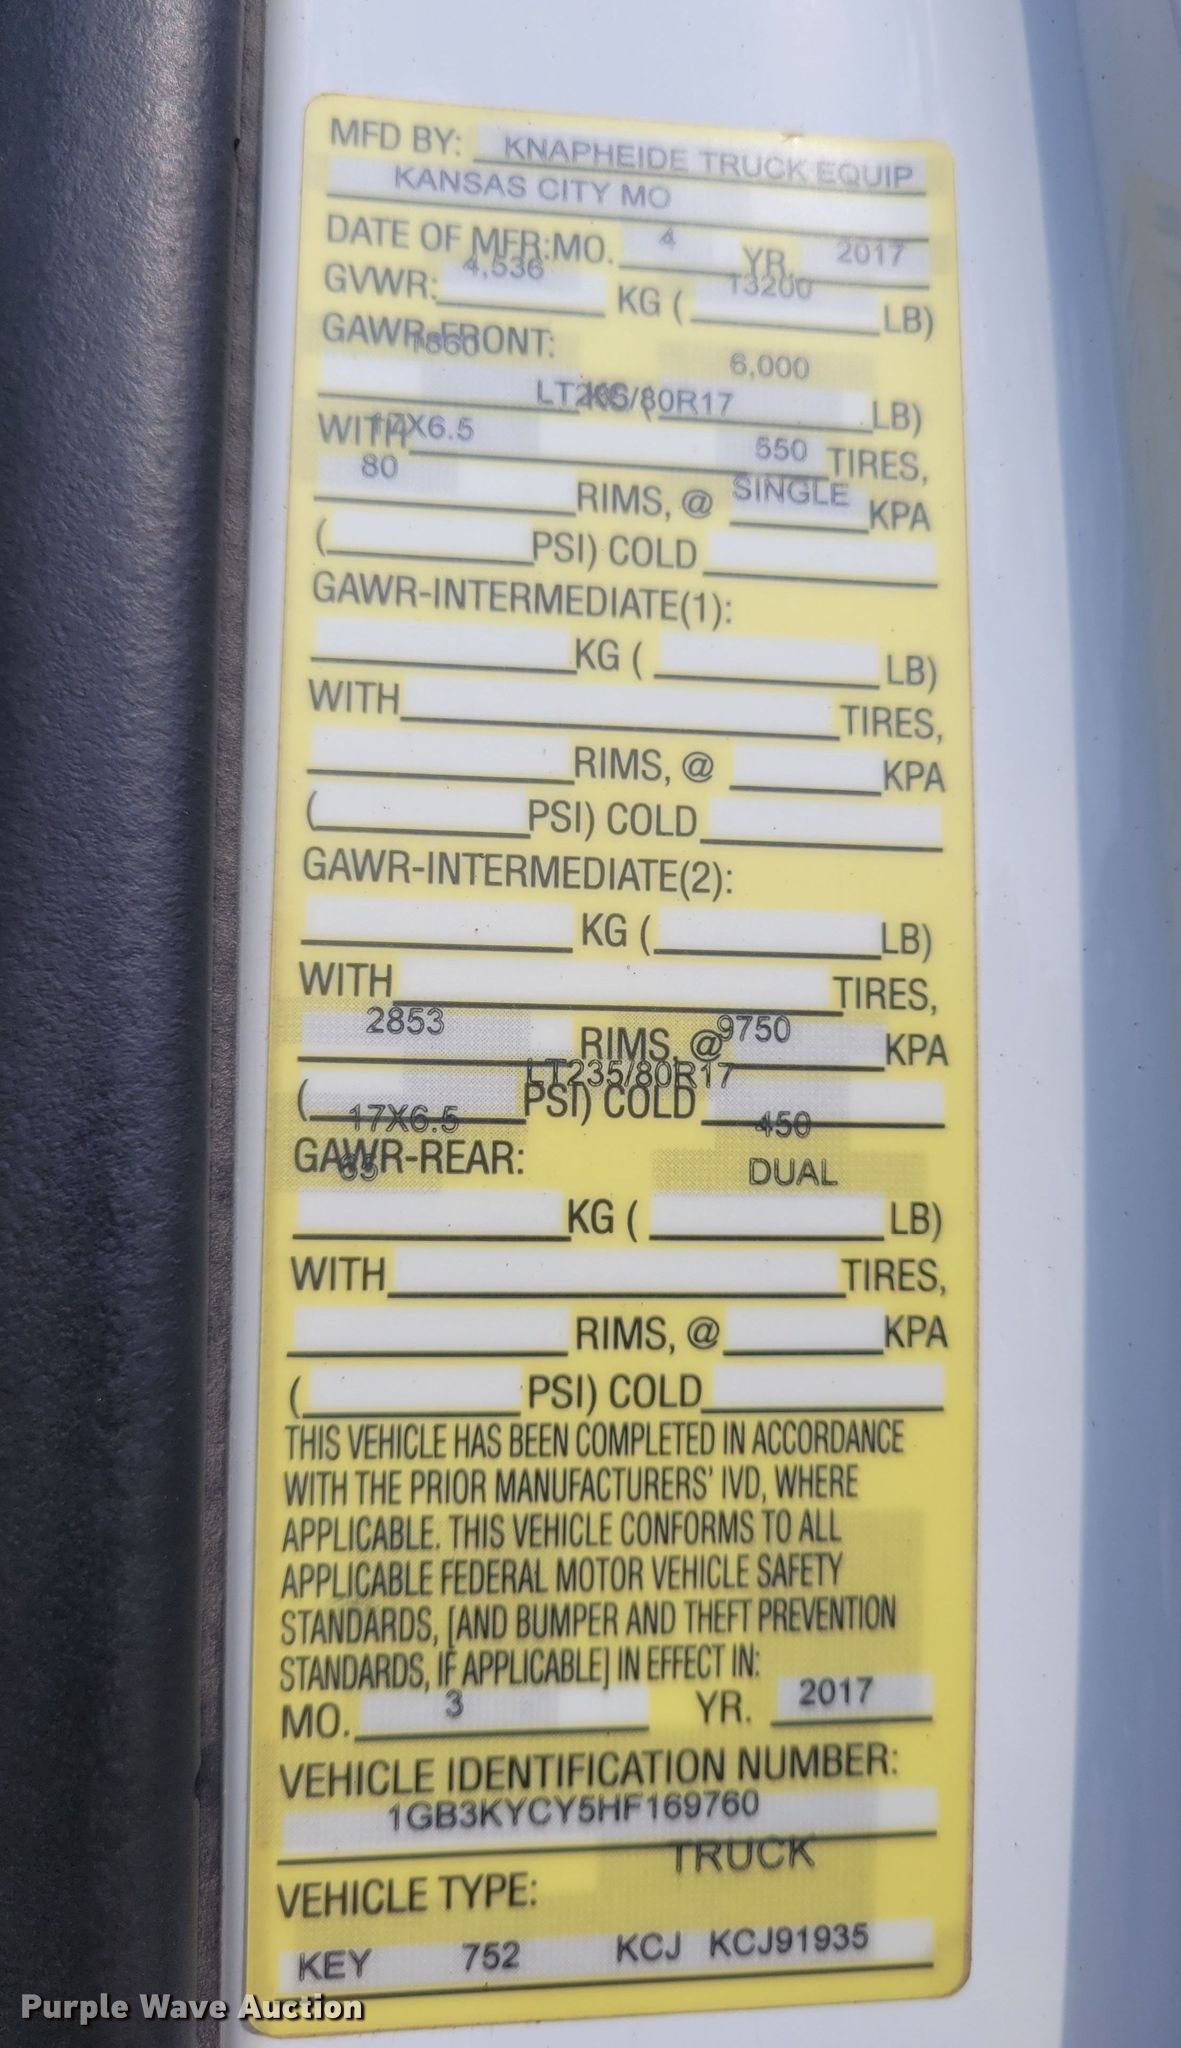 MFD BY: KNAPHEIDE TRUCK EQUIP
KANSAS CITY MO
DATE OF MFR: MO. 4 YR. 2017
GVWR: 4,536 KG ( 13200 LB)
GAWR-FRONT: 6,000
KG ( LB)
WITH 17X6.5 550 TIRES,
80 RIMS, @ SINGLE KPA
( PSI) COLD
GAWR-INTERMEDIATE(1):
KG ( LB)
WITH TIRES,
RIMS, @ KPA
( PSI) COLD
GAWR-INTERMEDIATE(2):
KG ( LB)
WITH TIRES,
2853 RIMS, @ 9750 KPA
LT235/80R17
( PSI) COLD
17X6.5 450
GAWR-REAR: 65 DUAL
KG ( LB)
WITH TIRES,
RIMS, @ KPA
( PSI) COLD
THIS VEHICLE HAS BEEN COMPLETED IN ACCORDANCE
WITH THE PRIOR MANUFACTURERS' IVD, WHERE
APPLICABLE. THIS VEHICLE CONFORMS TO ALL
APPLICABLE FEDERAL MOTOR VEHICLE SAFETY
STANDARDS, [AND BUMPER AND THEFT PREVENTION
STANDARDS, IF APPLICABLE] IN EFFECT IN:
MO. 3 YR. 2017
VEHICLE IDENTIFICATION NUMBER:
1GB3KYCY5HF169760
TRUCK
VEHICLE TYPE:
KEY 752 KCJ KCJ91935
Purple Wave Auction